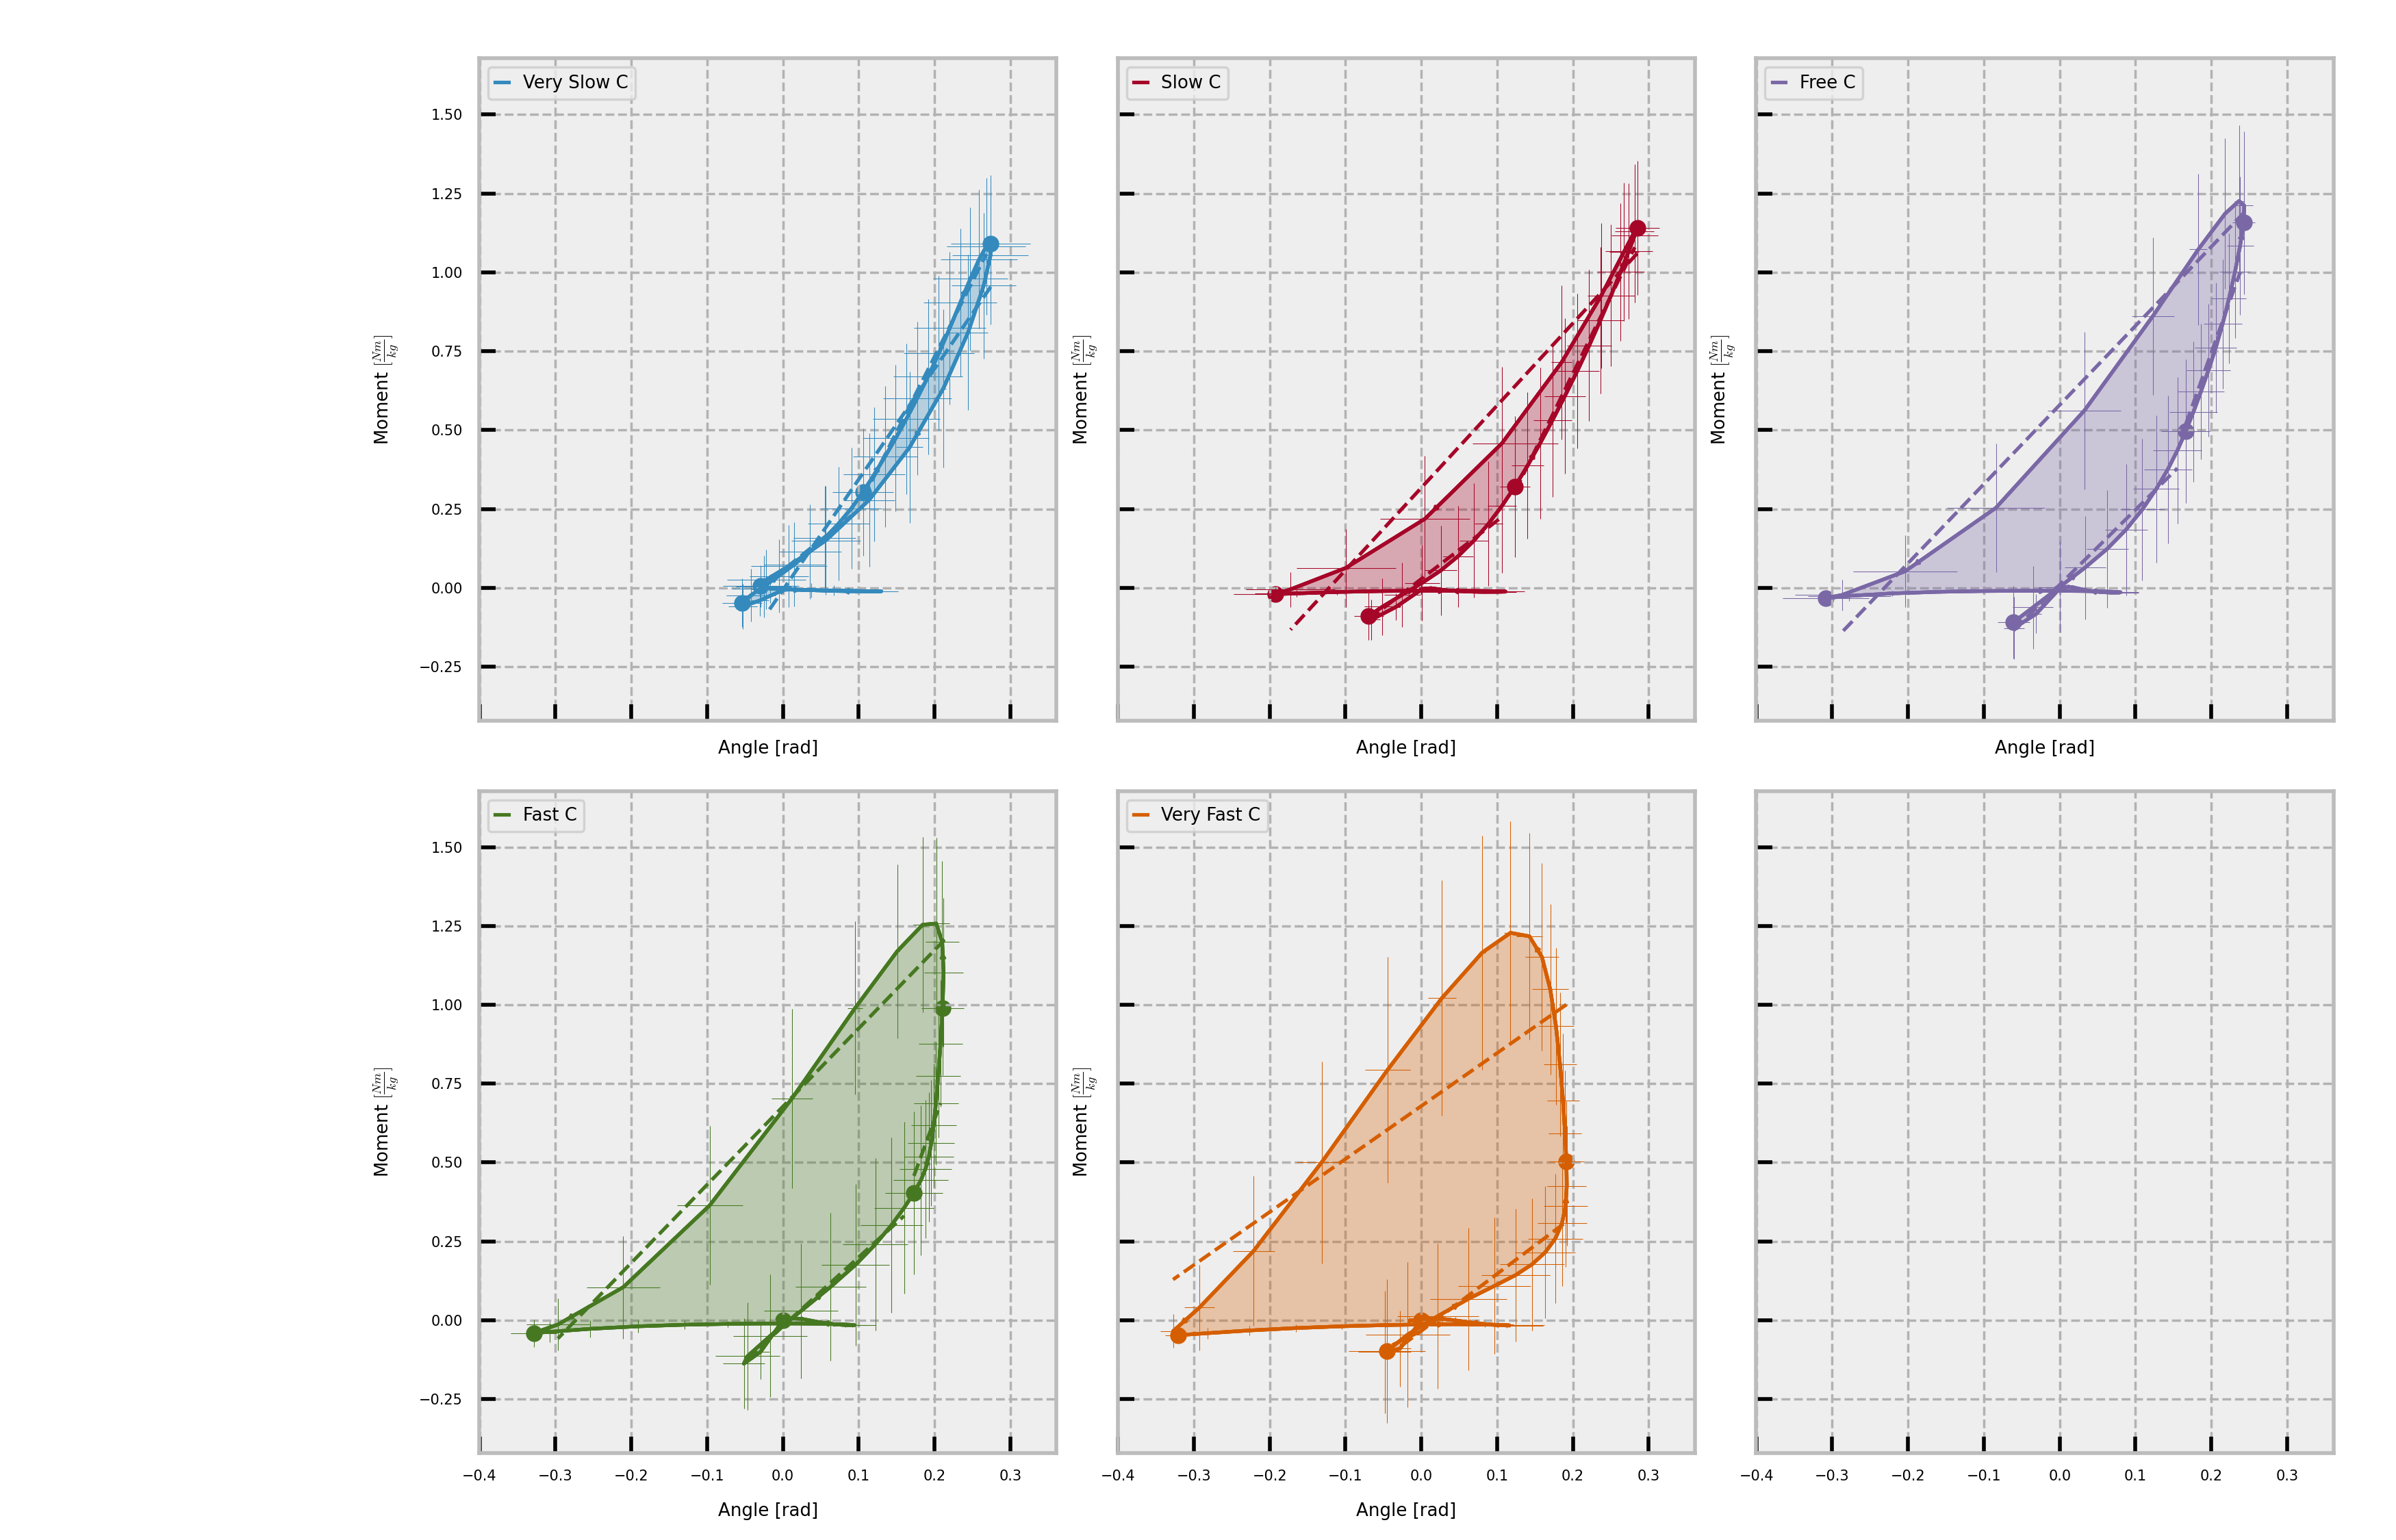 Very Slow C
Slow C
Free C
1.50
1.25
1.00
0.75
0.50
0.25
0.00
−0.25
Moment [Nm/kg]
Moment [Nm/kg]
Moment [Nm/kg]
Angle [rad]
Angle [rad]
Angle [rad]
Fast C
Very Fast C
1.50
1.25
1.00
0.75
0.50
0.25
0.00
−0.25
Moment [Nm/kg]
Moment [Nm/kg]
−0.4 −0.3 −0.2 −0.1 0.0 0.1 0.2 0.3
−0.4 −0.3 −0.2 −0.1 0.0 0.1 0.2 0.3
−0.4 −0.3 −0.2 −0.1 0.0 0.1 0.2 0.3
Angle [rad]
Angle [rad]